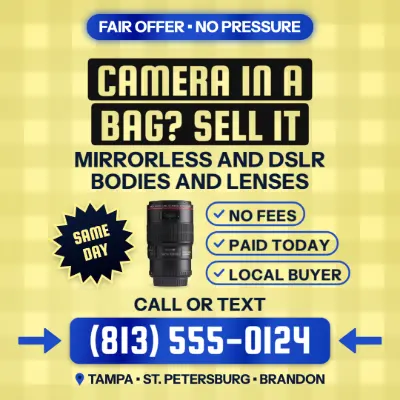 FAIR OFFER • NO PRESSURE
CAMERA IN A
BAG? SELL IT
MIRRORLESS AND DSLR
BODIES AND LENSES
SAME
DAY
NO FEES
PAID TODAY
LOCAL BUYER
CALL OR TEXT
(813) 555-0124
TAMPA • ST. PETERSBURG • BRANDON